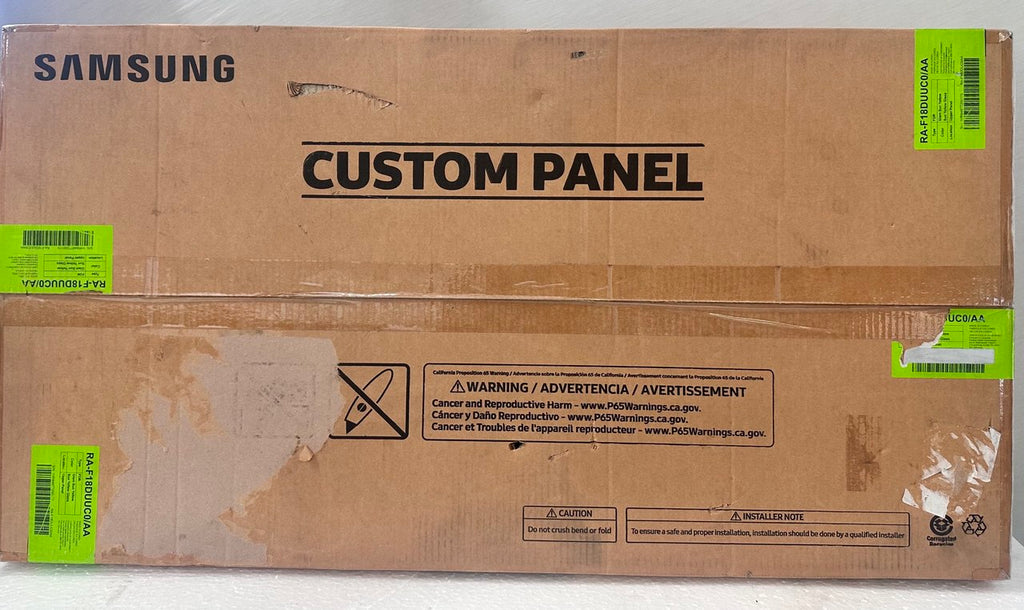 SAMSUNG
CUSTOM PANEL
RA-F18DUUC0/AA
RA-F18DUUC0/AA
UC0/AA
California Proposition 65 Warning / Advertencia sobre la Proposición 65 de California / Avertissement concernant la Proposition 65 de la Californie
WARNING / ADVERTENCIA / AVERTISSEMENT
Cancer and Reproductive Harm - www.P65Warnings.ca.gov.
Cáncer y Daño Reproductivo - www.P65Warnings.ca.gov.
Cancer et Troubles de l'appareil reproducteur - www.P65Warnings.ca.gov.
RA-F18DUUC0/AA
CAUTION
Do not crush bend or fold
INSTALLER NOTE
To ensure a safe and proper installation, installation should be done by a qualified installer
Corrugated
Recycles